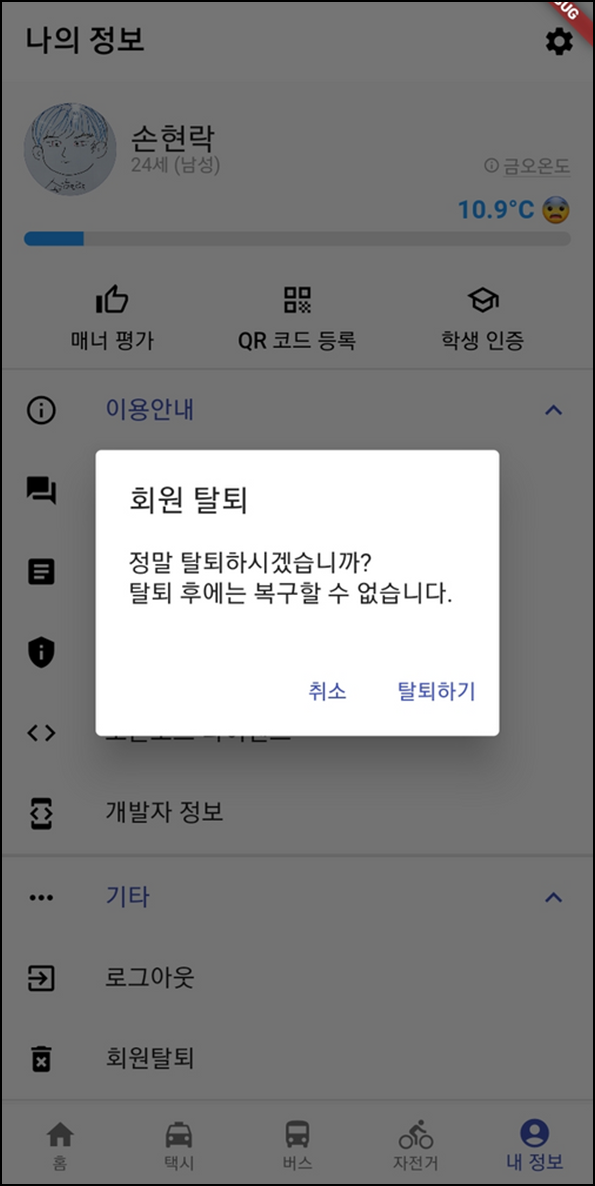 나의 정보
손현락
24세 (남성)
금오온도
10.9°C
매너 평가
QR 코드 등록
학생 인증
이용안내
회원 탈퇴
정말 탈퇴하시겠습니까?
탈퇴 후에는 복구할 수 없습니다.
취소
탈퇴하기
개발자 정보
기타
로그아웃
회원탈퇴
홈
택시
버스
자전거
내 정보